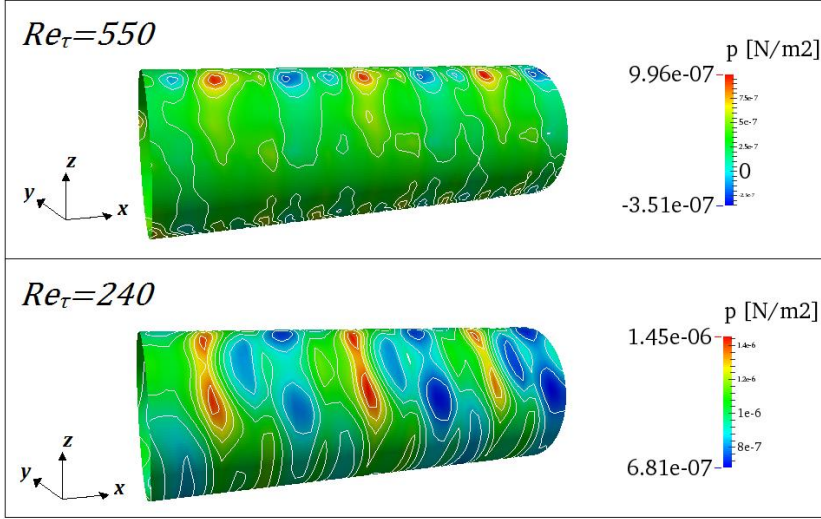 Reτ=550
p [N/m2]
9.96e-07
7.5e-7
5e-7
2.5e-7
0
-3.51e-07
z
y
x
Reτ=240
p [N/m2]
1.45e-06
1.4e-6
1.2e-6
1e-6
8e-7
6.81e-07
z
y
x